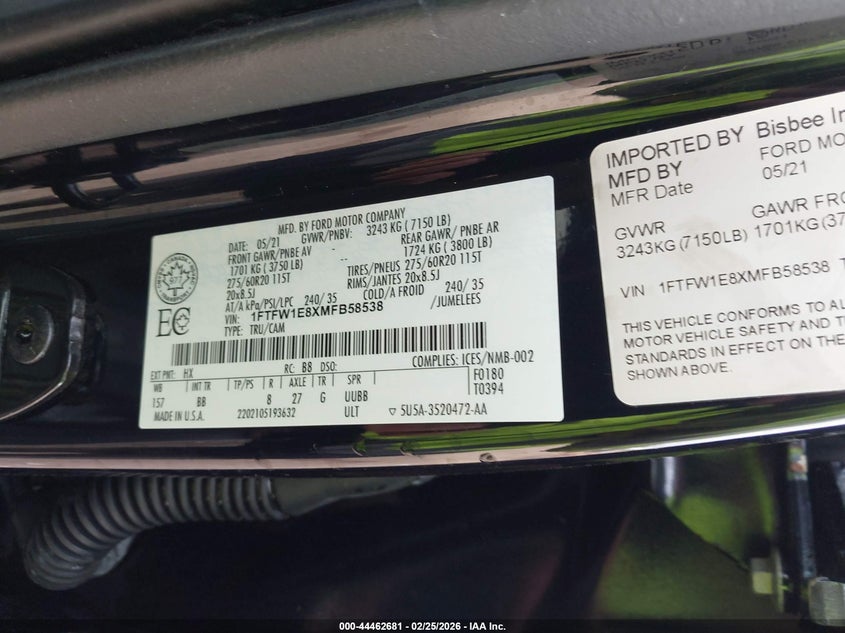 MFD. BY FORD MOTOR COMPANY
DATE: 05/21 GVWR/PNBV: 3243 KG ( 7150 LB)
FRONT GAWR/PNBE AV -- REAR GAWR/ PNBE AR
1701 KG ( 3750 LB) -- 1724 KG ( 3800 LB)
275/60R20 115T TIRES/PNEUS 275/60R20 115T
20x8.5J RIMS/JANTES 20x8.5J
AT/A kPa/PSI/LPC 240/ 35 COLD/A FROID 240/ 35
VIN: 1FTFW1E8XMFB58538 /JUMELEES
TYPE: TRU/CAM
EXT PNT: HX RC: B8 DSO: COMPLIES: ICES/NMB-002
WB INT TR TP/PS R AXLE TR SPR F0180
157 BB 8 27 G UUBB T0394
MADE IN U.S.A. 2202105193632 ULT ▽ 5U5A-3520472-AA
CANADA
TRANSPORT
EC
IMPORTED BY Bisbee In
MFD BY FORD MO
MFR Date 05/21
GVWR GAWR FRO
3243KG(7150LB) 1701KG(37
VIN 1FTFW1E8XMFB58538 T
THIS VEHICLE CONFORMS TO AL
MOTOR VEHICLE SAFETY AND T
STANDARDS IN EFFECT ON THE
SHOWN ABOVE.
000-44462681 - 02/25/2026 - IAA Inc.